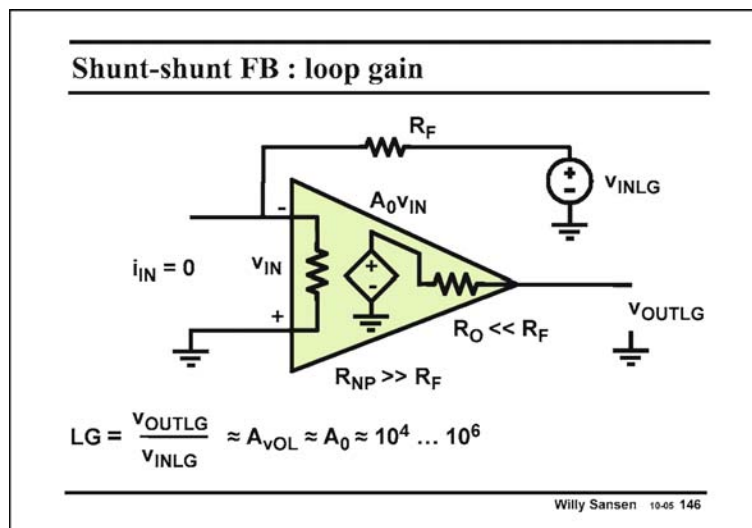 Shunt-shunt FB : loop gain
R_F
v_INLG
A_0v_IN
-
i_IN = 0
v_IN
+
-
+
-
+
v_OUTLG
R_O << R_F
R_NP >> R_F
LG = v_OUTLG / v_INLG ≈ A_vOL ≈ A_0 ≈ 10^4 ... 10^6
Willy Sansen 10-05 146